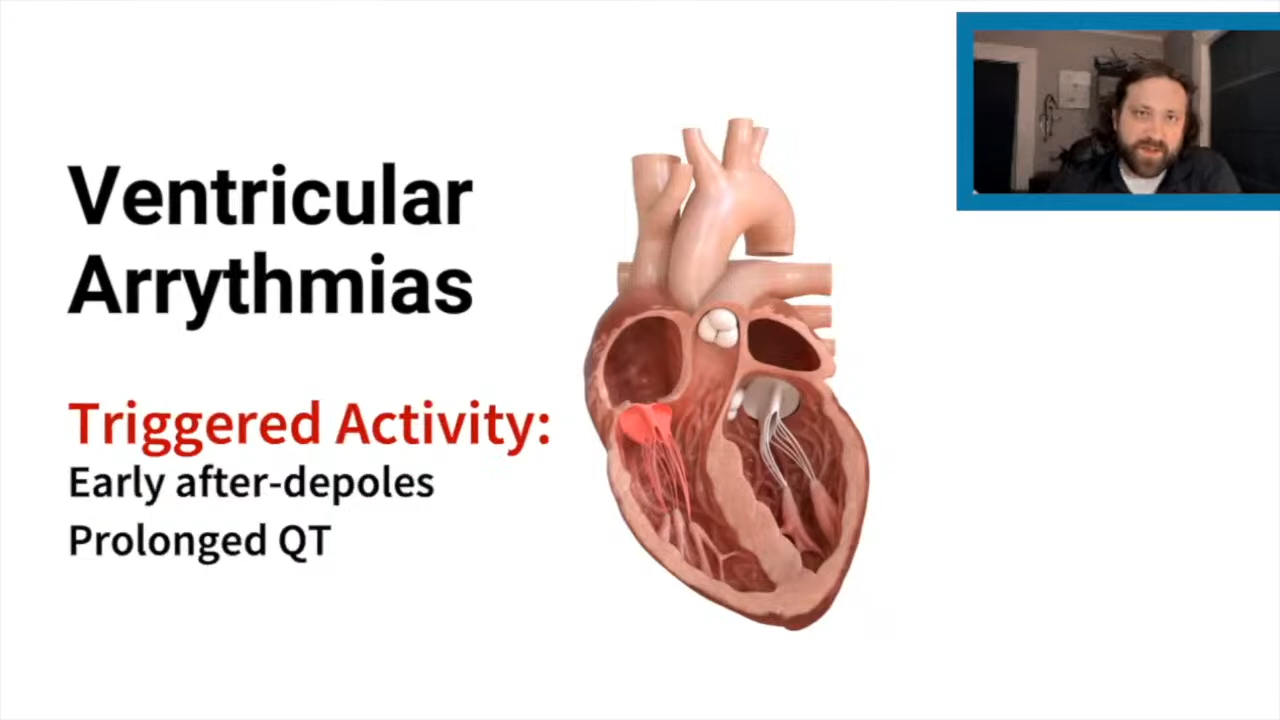 Ventricular
Arrythmias
Triggered Activity:
Early after-depoles
Prolonged QT